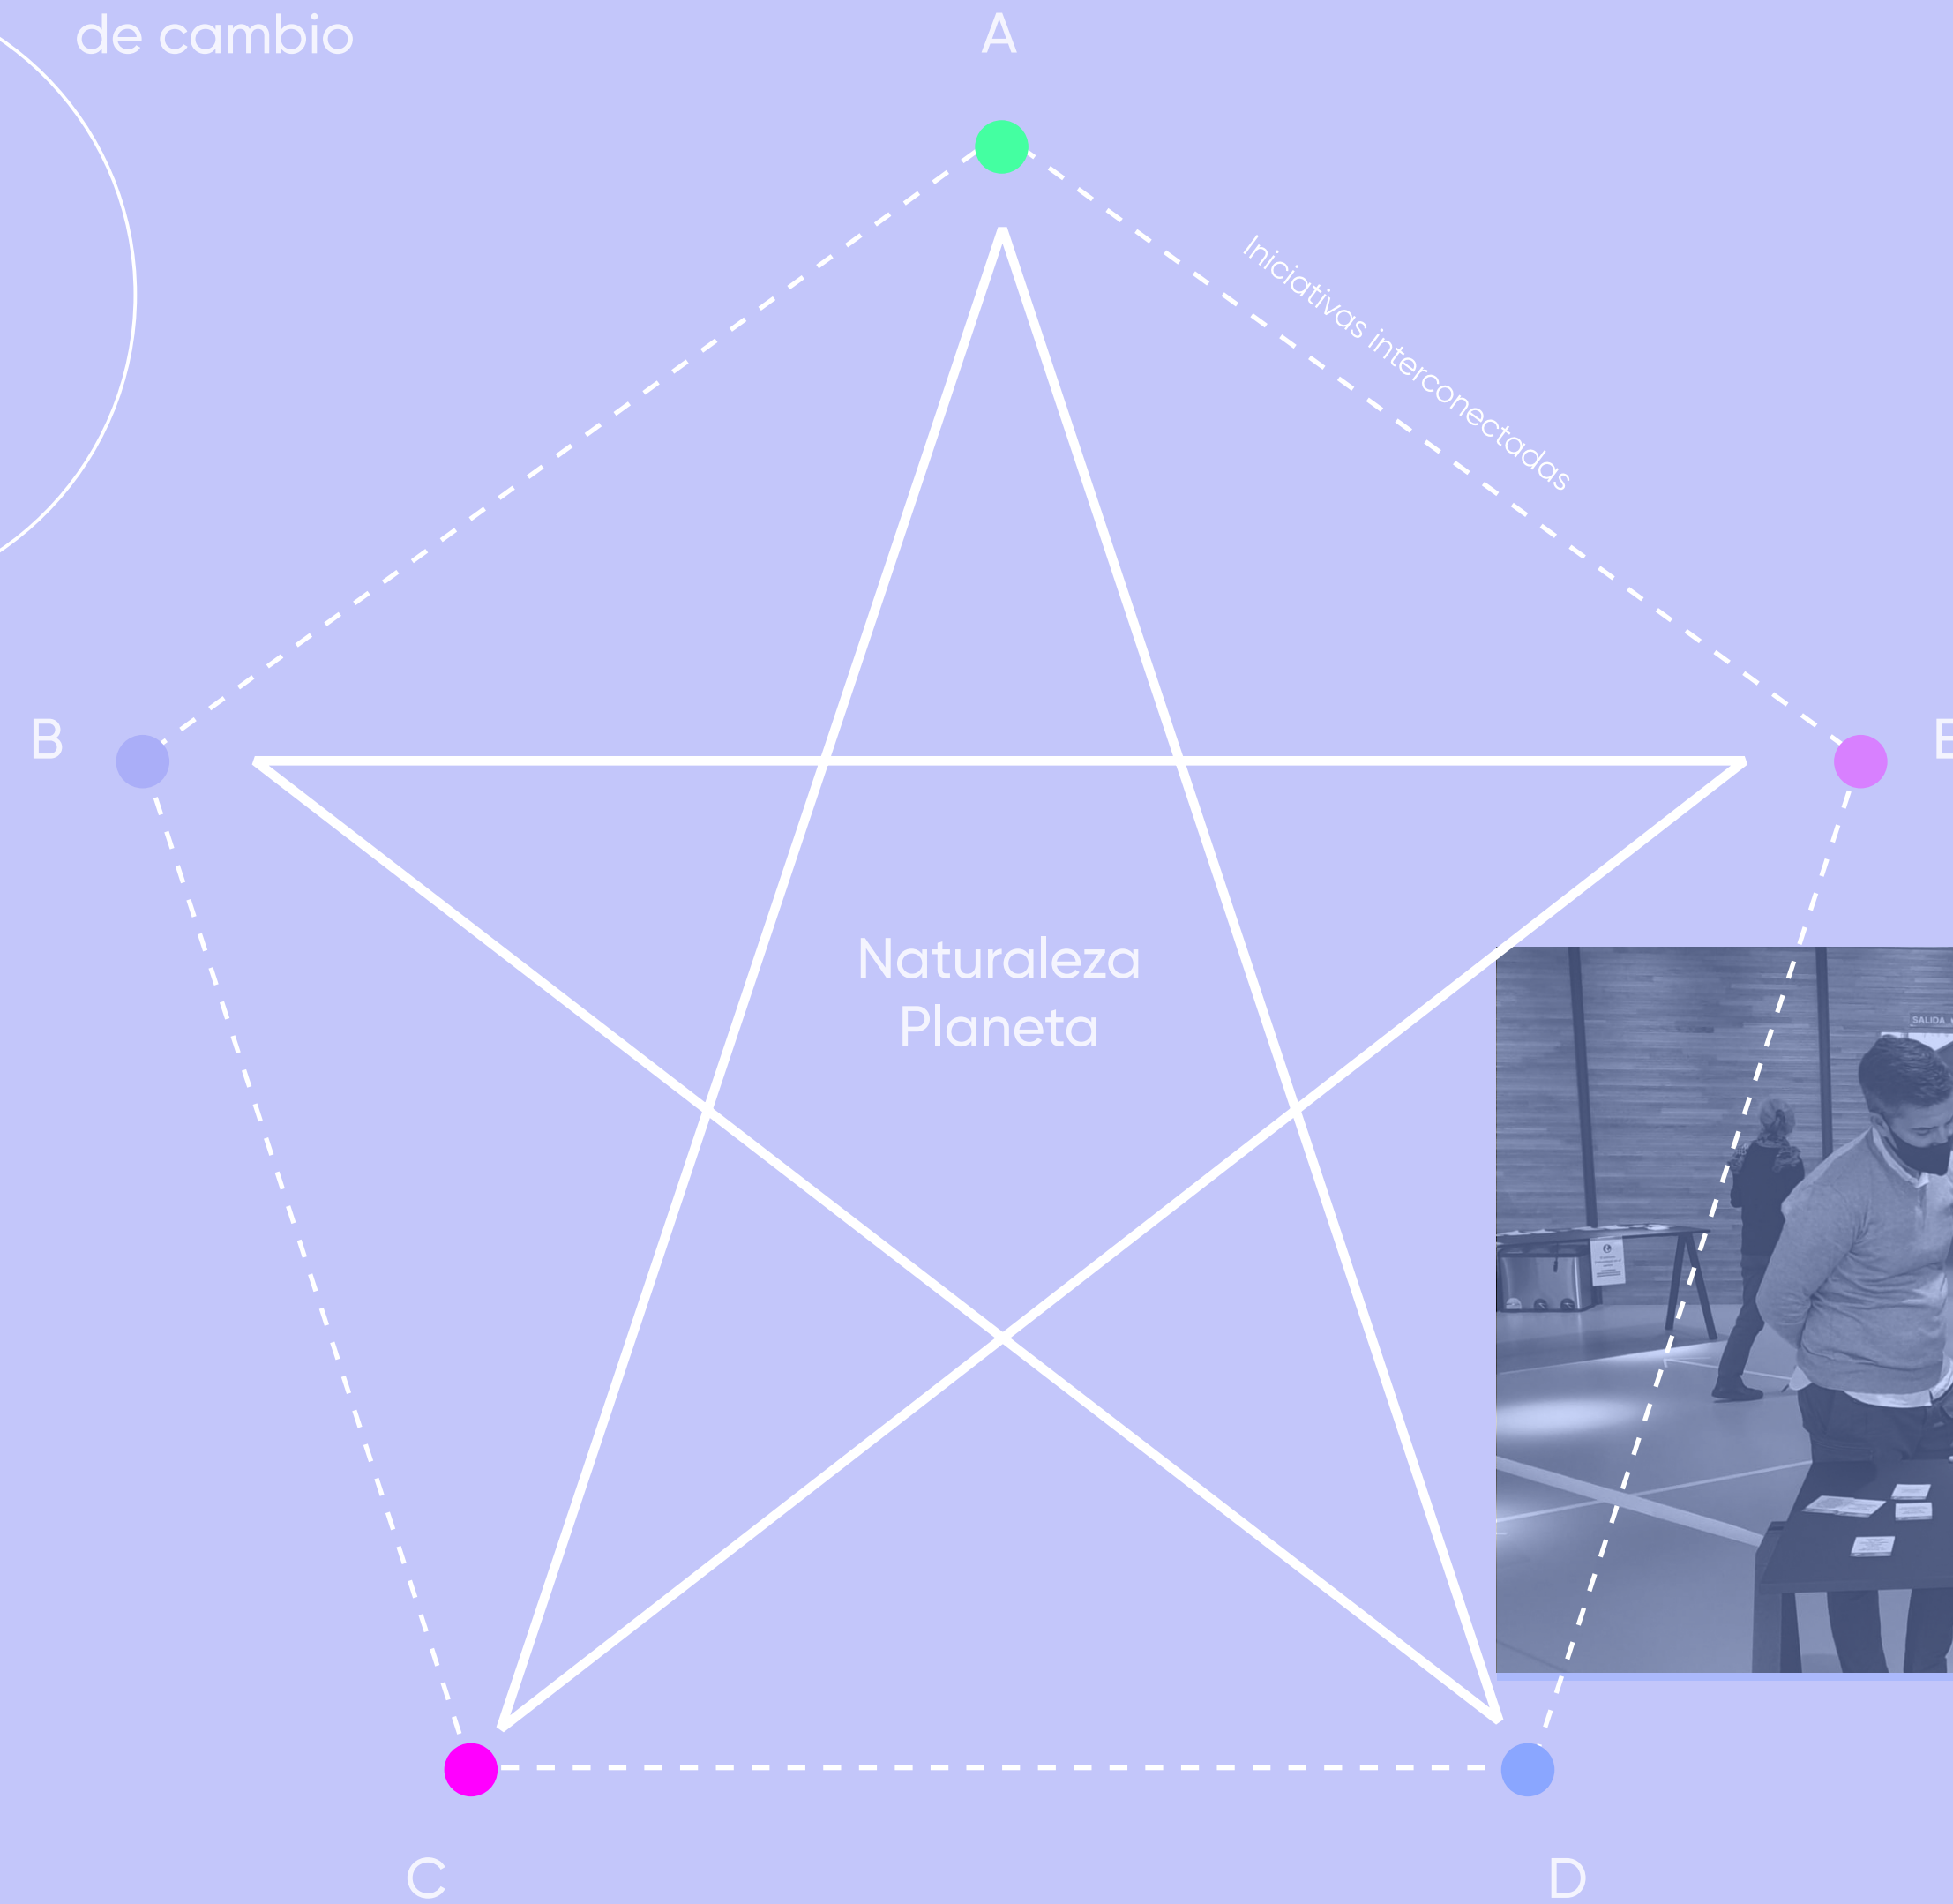 de cambio
A
Iniciativas interconectadas
B
E
Naturaleza
Planeta
SALIDA
C
D